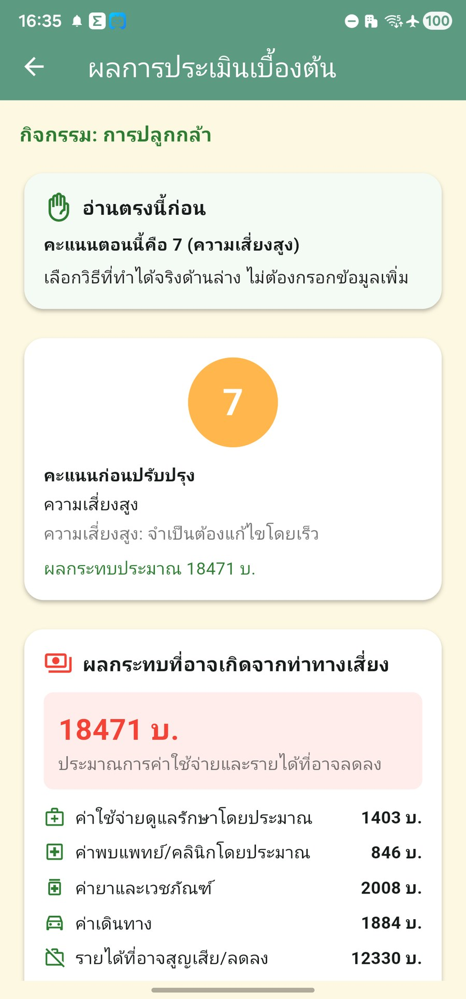 16:35
100
ผลการประเมินเบื้องต้น
กิจกรรม: การปลูกกล้า
อ่านตรงนี้ก่อน
คะแนนตอนนี้คือ 7 (ความเสี่ยงสูง)
เลือกวิธีที่ทำได้จริงด้านล่าง ไม่ต้องกรอกข้อมูลเพิ่ม
7
คะแนนก่อนปรับปรุง
ความเสี่ยงสูง
ความเสี่ยงสูง: จำเป็นต้องแก้ไขโดยเร็ว
ผลกระทบประมาณ 18471 บ.
ผลกระทบที่อาจเกิดจากท่าทางเสี่ยง
18471 บ.
ประมาณการค่าใช้จ่ายและรายได้ที่อาจลดลง
ค่าใช้จ่ายดูแลรักษาโดยประมาณ 1403 บ.
ค่าพบแพทย์/คลินิกโดยประมาณ 846 บ.
ค่ายาและเวชภัณฑ์ 2008 บ.
ค่าเดินทาง 1884 บ.
รายได้ที่อาจสูญเสีย/ลดลง 12330 บ.